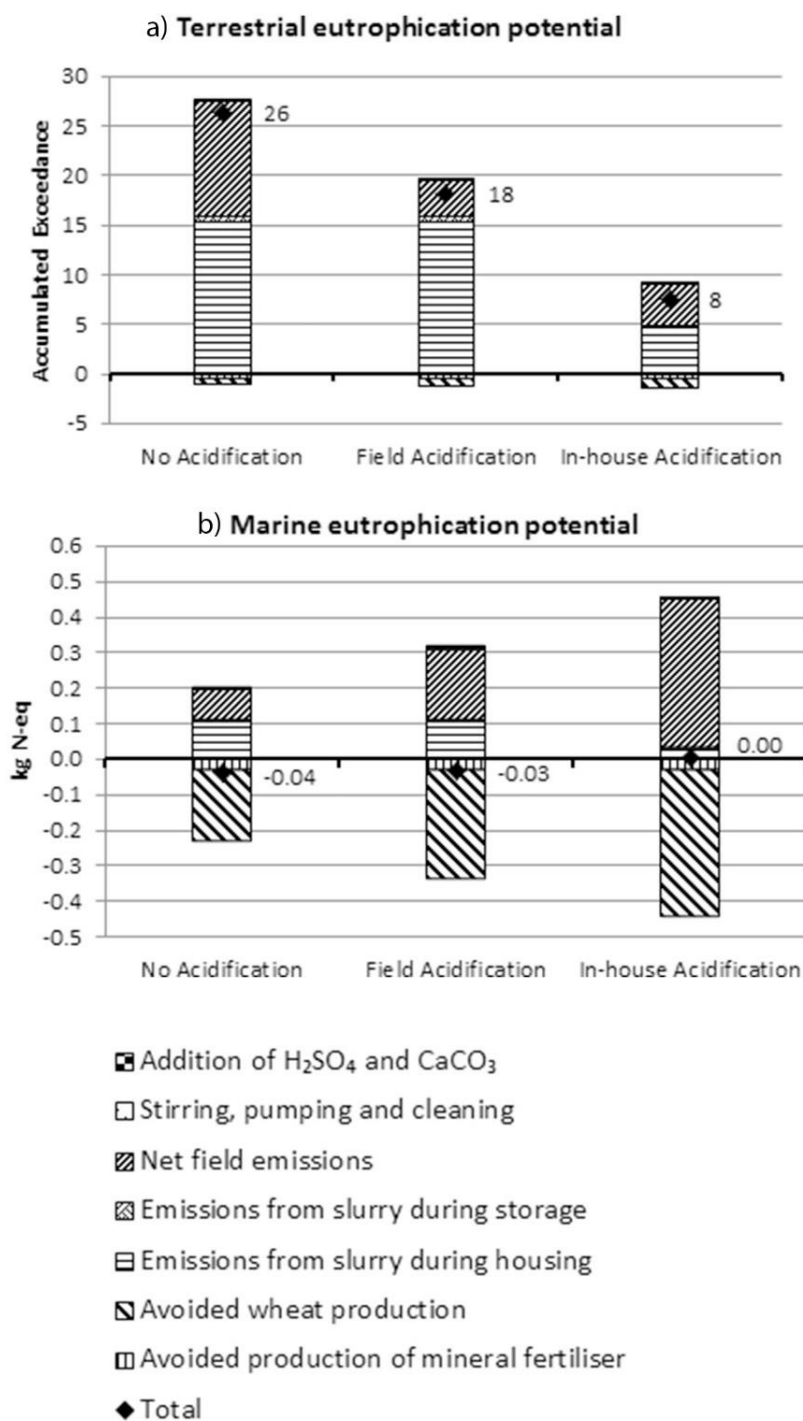 a) Terrestrial eutrophication potential
30
25
20
15
10
5
0
-5
Accumulated Exceedance
26
18
8
No Acidification
Field Acidification
In-house Acidification
b) Marine eutrophication potential
0.6
0.5
0.4
0.3
0.2
0.1
0.0
-0.1
-0.2
-0.3
-0.4
-0.5
kg N-eq
-0.04
-0.03
0.00
No Acidification
Field Acidification
In-house Acidification
Addition of H₂SO₄ and CaCO₃
Stirring, pumping and cleaning
Net field emissions
Emissions from slurry during storage
Emissions from slurry during housing
Avoided wheat production
Avoided production of mineral fertiliser
Total